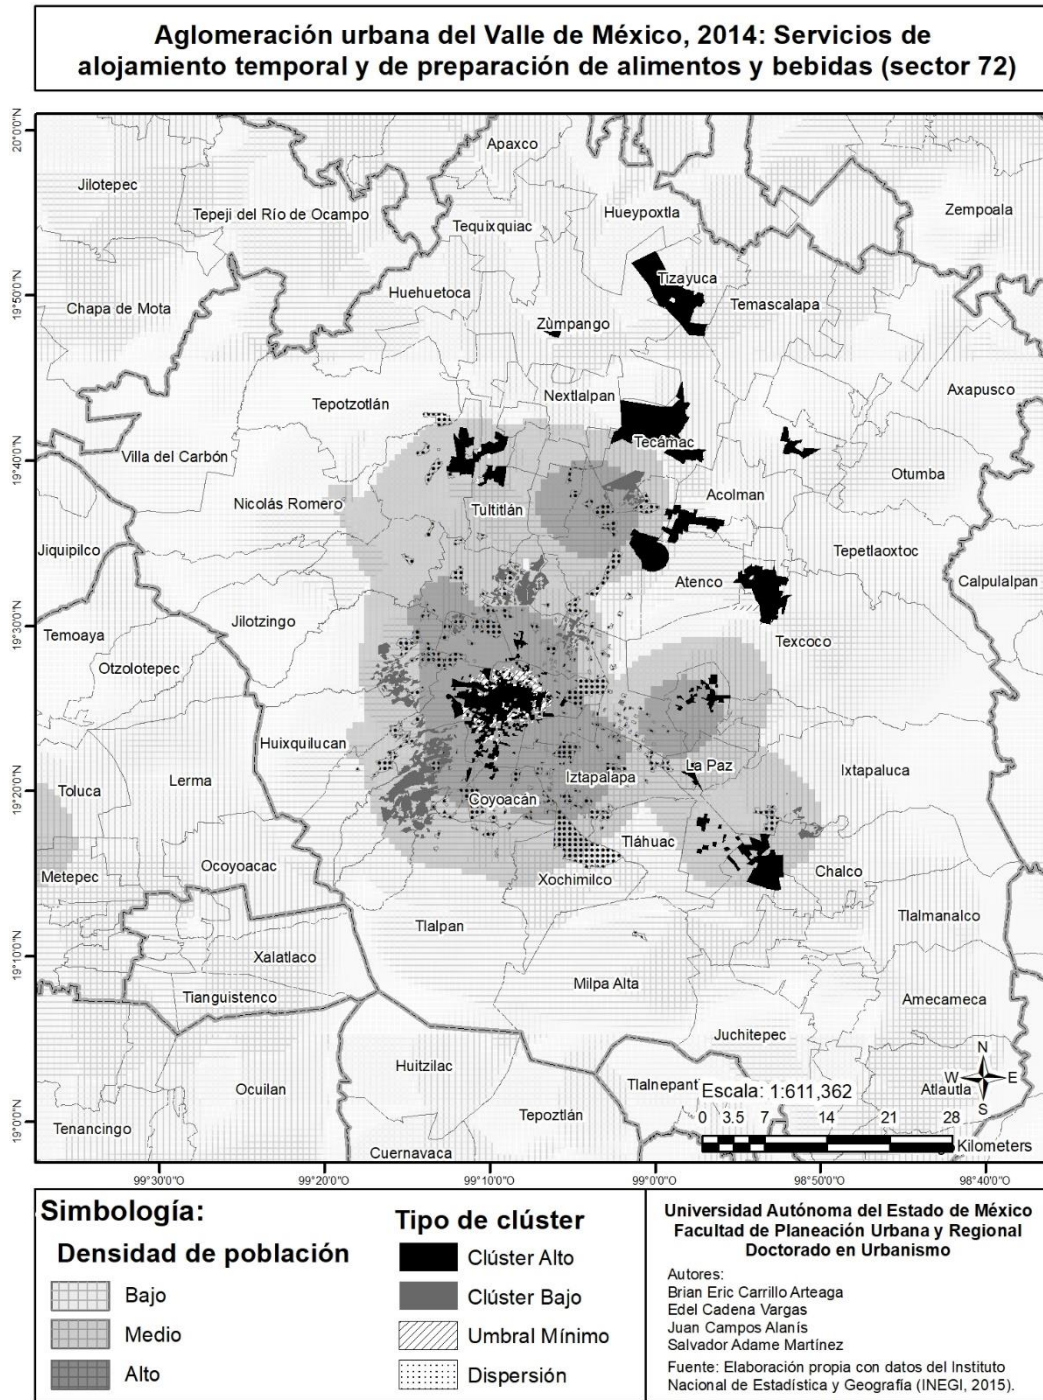 Aglomeración urbana del Valle de México, 2014: Servicios de
alojamiento temporal y de preparación de alimentos y bebidas (sector 72)
20°0'0"N
19°50'0"N
19°40'0"N
19°30'0"N
19°20'0"N
19°10'0"N
19°0'0"N
Apaxco
Jilotepec
Tepeji del Río de Ocampo
Hueypoxtla
Zempoala
Tequixquiac
Tizayuca
Huehuetoca
Temascalapa
Chapa de Mota
Zùmpango
Axapusco
Nextlalpan
Tepotzotlán
Tecámac
Villa del Carbón
Otumba
Nicolás Romero
Acolman
Tultitlán
Jiquipilco
Tepetlaoxtoc
Atenco
Calpulalpan
Jilotzingo
Temoaya
Texcoco
Otzolotepec
Huixquilucan
Lerma
La Paz
Ixtapaluca
Toluca
Iztapalapa
Coyoacán
Tláhuac
Ocoyoacac
Metepec
Chalco
Xochimilco
Tlalpan
Tlalmanalco
Xalatlaco
Milpa Alta
Tianguistenco
Amecameca
Juchitepec
Huitzilac
Ocuilan
Tlalnepant
Atlautla
Tepoztlán
Tenancingo
Cuernavaca
N
W
E
S
Escala: 1:611,362
0 3.5 7 14 21 28
Kilometers
99°30'0"O 99°20'0"O 99°10'0"O 99°0'0"O 98°50'0"O 98°40'0"O
Simbología:
Densidad de población
Bajo
Medio
Alto
Tipo de clúster
Clúster Alto
Clúster Bajo
Umbral Mínimo
Dispersión
Universidad Autónoma del Estado de México
Facultad de Planeación Urbana y Regional
Doctorado en Urbanismo
Autores:
Brian Eric Carrillo Arteaga
Edel Cadena Vargas
Juan Campos Alanís
Salvador Adame Martínez
Fuente: Elaboración propia con datos del Instituto
Nacional de Estadística y Geografía (INEGI, 2015).